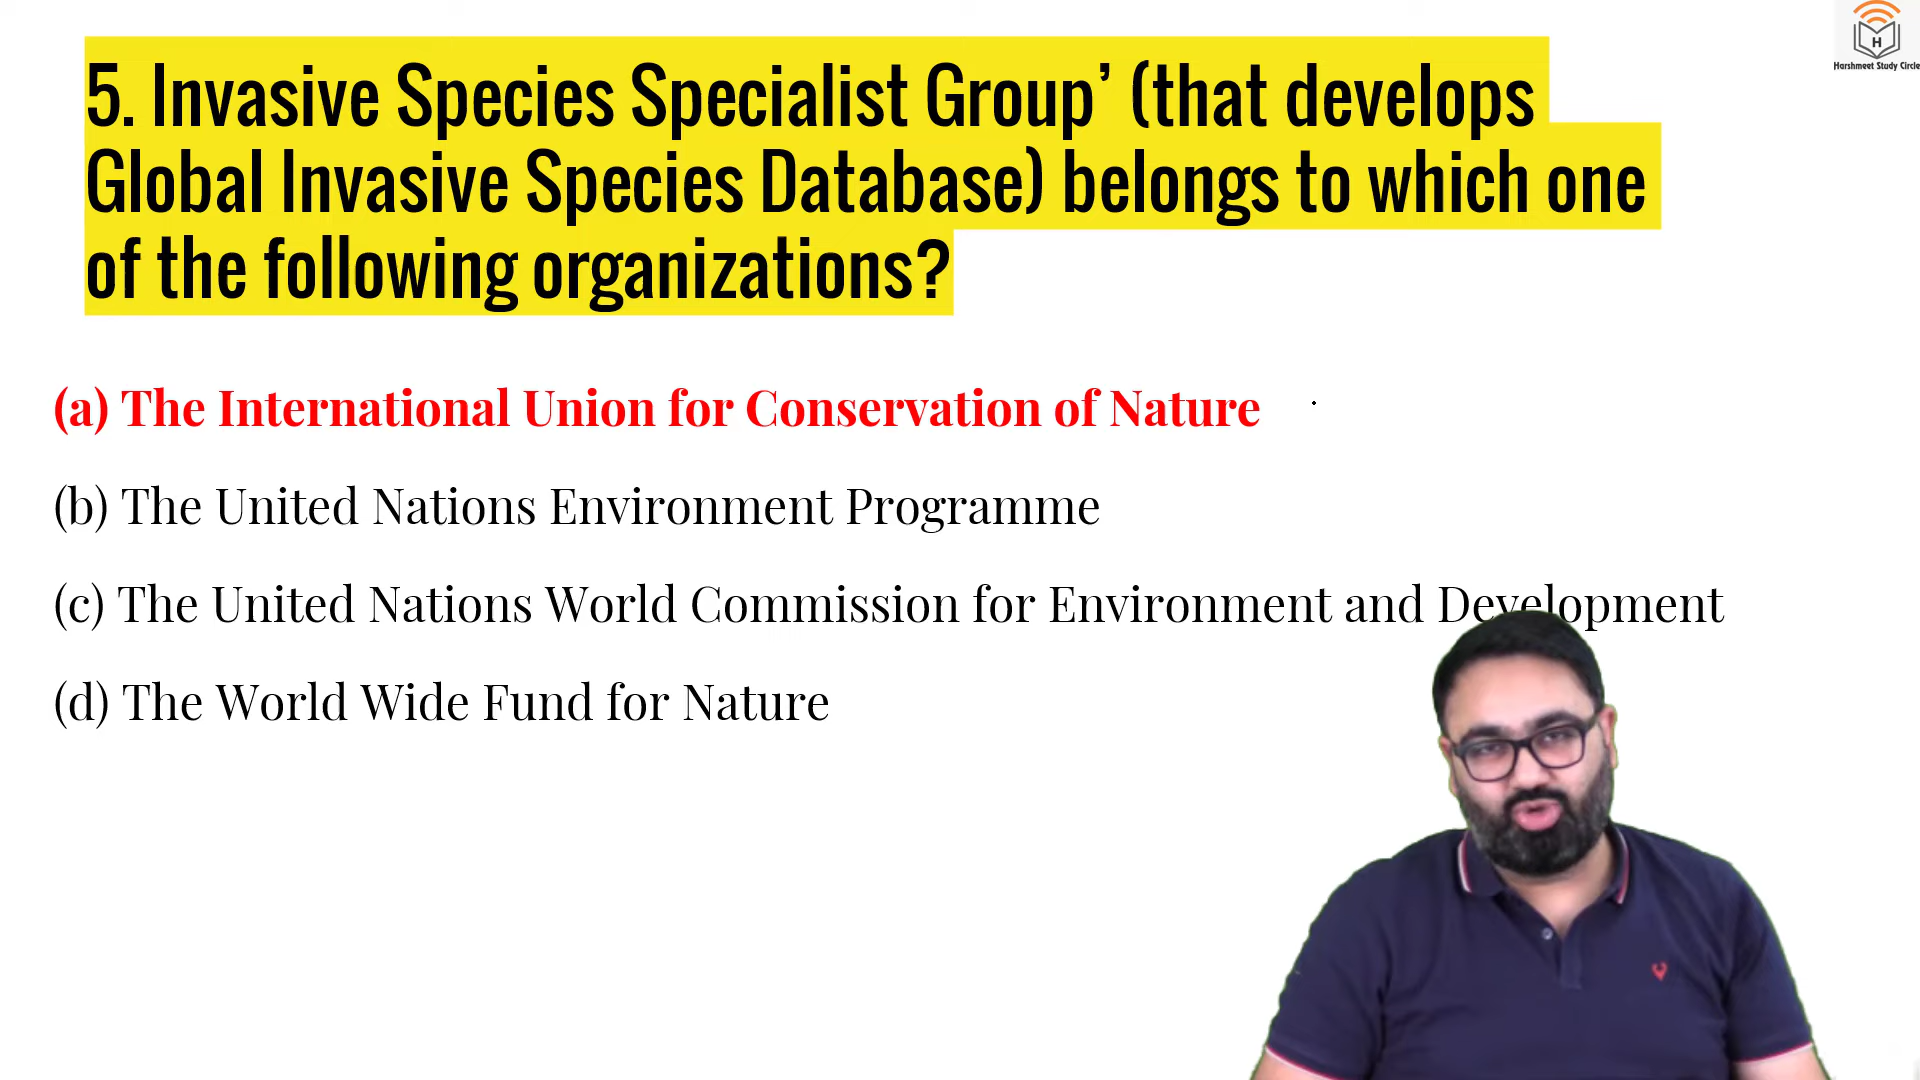 H
Harshmeet Study Circle
5. Invasive Species Specialist Group’ (that develops
Global Invasive Species Database) belongs to which one
of the following organizations?
(a) The International Union for Conservation of Nature
(b) The United Nations Environment Programme
(c) The United Nations World Commission for Environment and Development
(d) The World Wide Fund for Nature